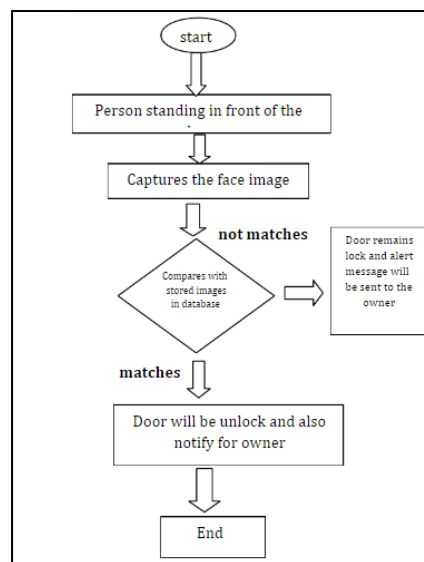 start
Person standing in front of the
Captures the face image
not matches
Compares with
stored images
in database
Door remains
lock and alert
message will
be sent to the
owner
matches
Door will be unlock and also
notify for owner
End